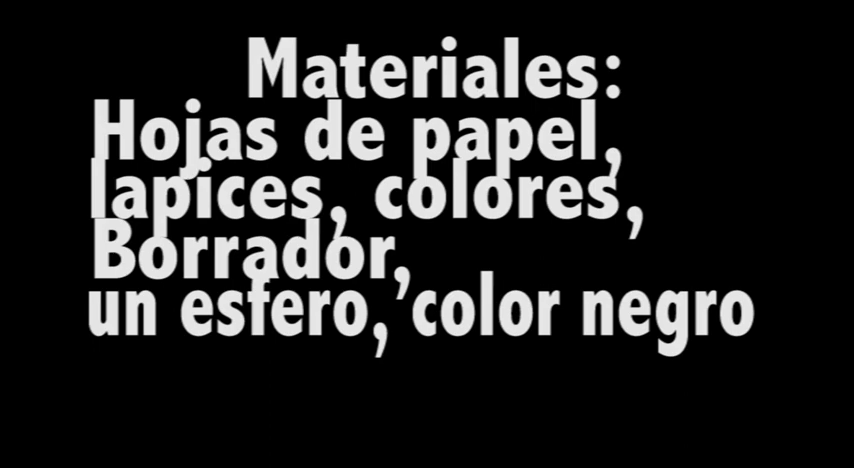 Materiales:
Hojas de papel,
lapices, colores,
Borrador,
un esfero, color negro